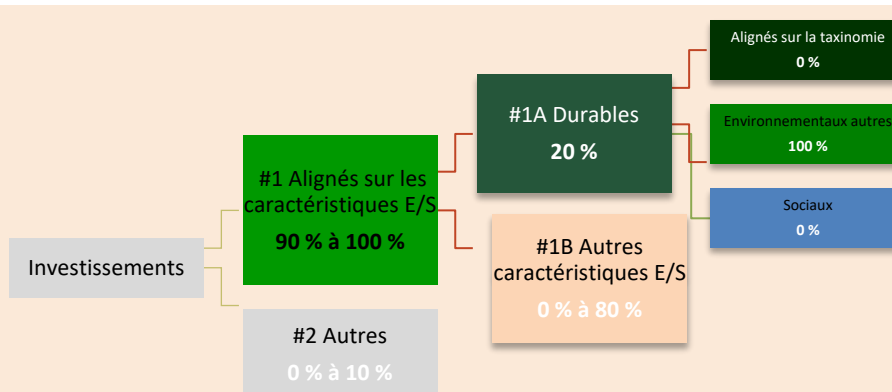 Investissements
#1 Alignés sur les
caractéristiques E/S
90 % à 100 %
#2 Autres
0 % à 10 %
#1A Durables
20 %
#1B Autres
caractéristiques E/S
0 % à 80 %
Alignés sur la taxinomie
0 %
Environnementaux autres
100 %
Sociaux
0 %